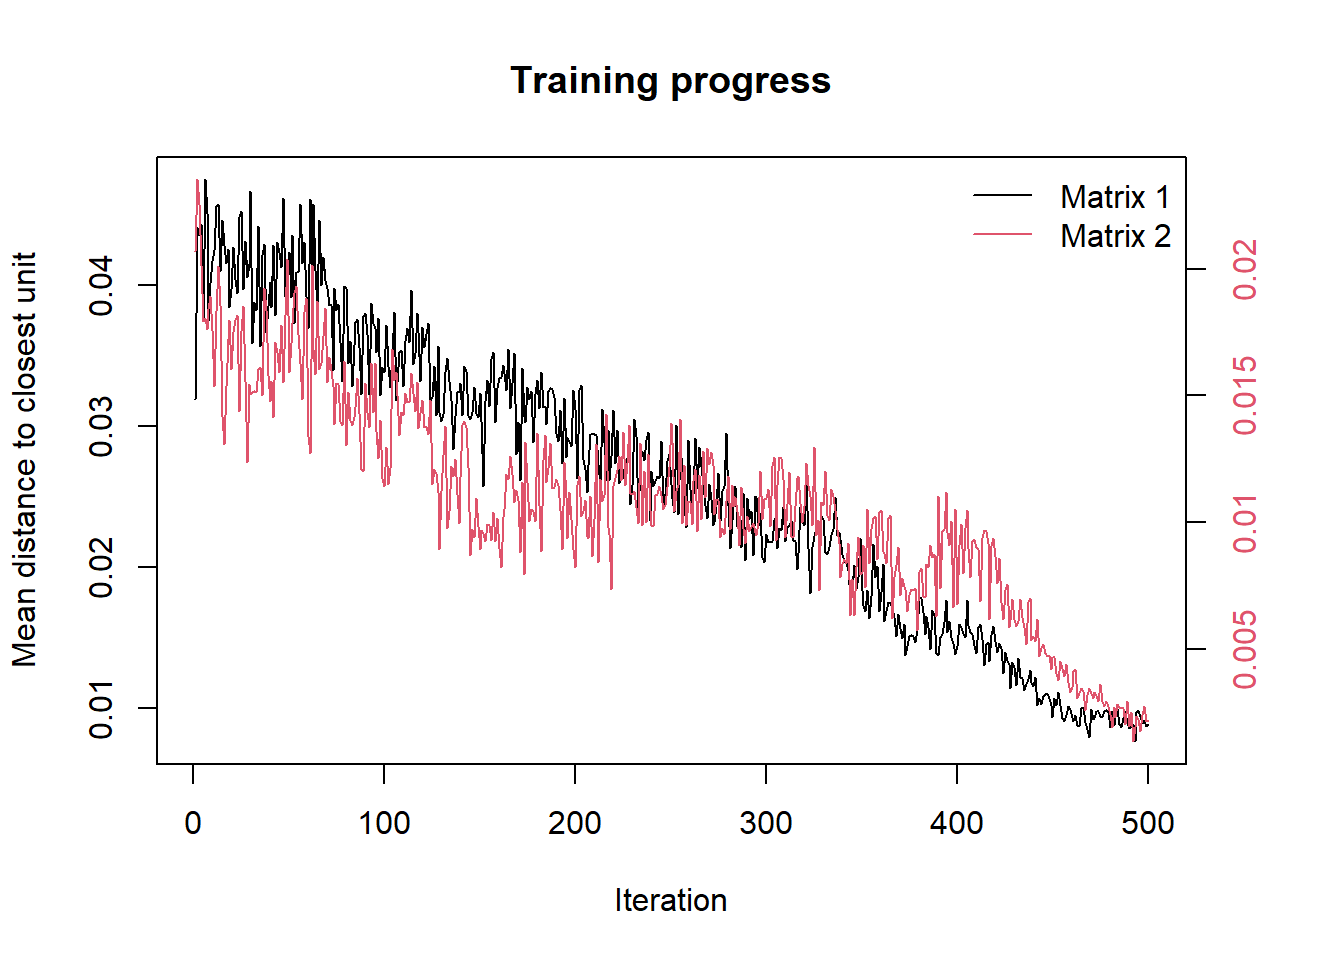 Training progress
Matrix 1
Matrix 2
Mean distance to closest unit
0.04
0.03
0.02
0.01
0.02
0.015
0.01
0.005
0
100
200
300
400
500
Iteration